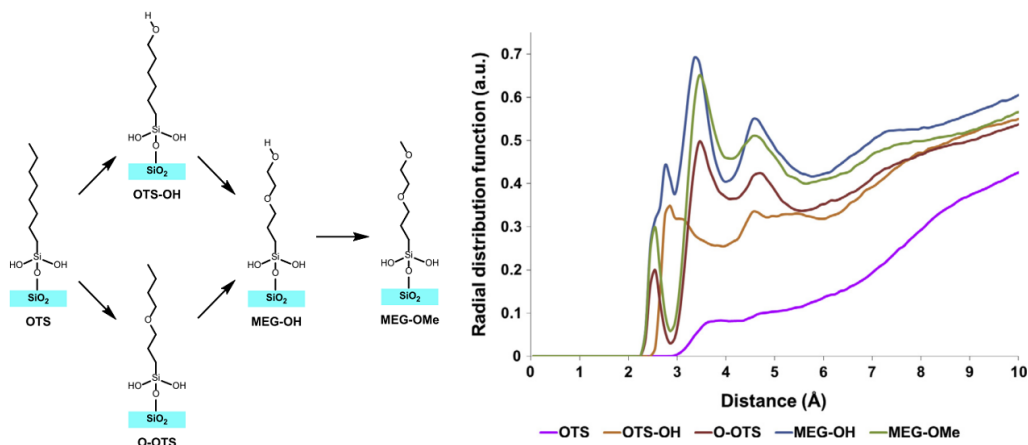 H
O
Si
HO
OH
O
SiO2
OTS-OH
Si
HO
OH
O
SiO2
OTS
H
O
O
Si
HO
OH
O
SiO2
MEG-OH
O
O
Si
HO
OH
O
SiO2
MEG-OMe
O
Si
HO
OH
O
SiO2
O-OTS
Radial distribution function (a.u.)
0.7
0.6
0.5
0.4
0.3
0.2
0.1
0
0 1 2 3 4 5 6 7 8 9 10
Distance (Å)
OTS OTS-OH O-OTS MEG-OH MEG-OMe